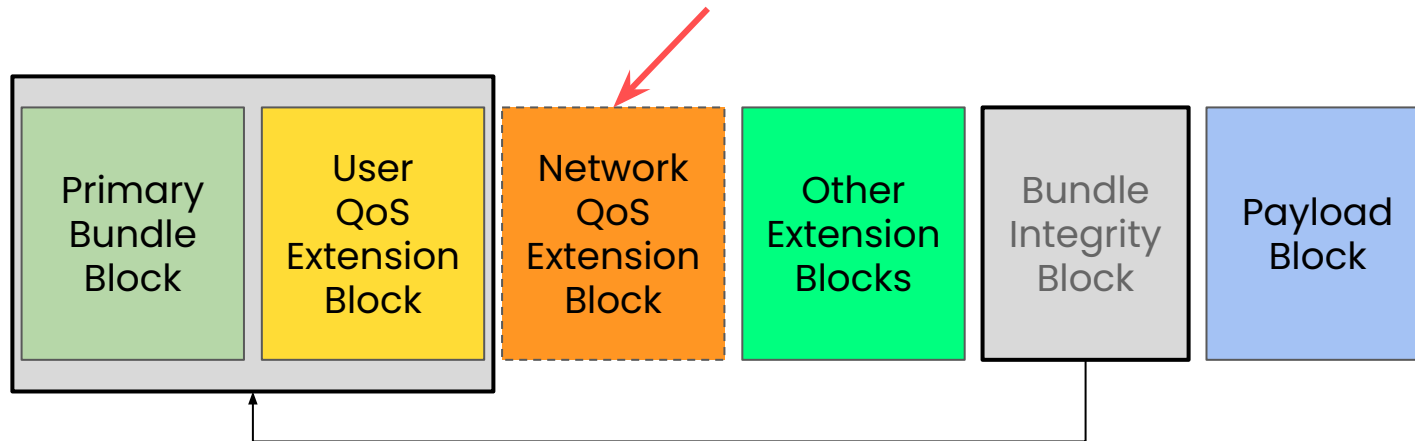 Primary
Bundle
Block
User
QoS
Extension
Block
Network
QoS
Extension
Block
Other
Extension
Blocks
Bundle
Integrity
Block
Payload
Block